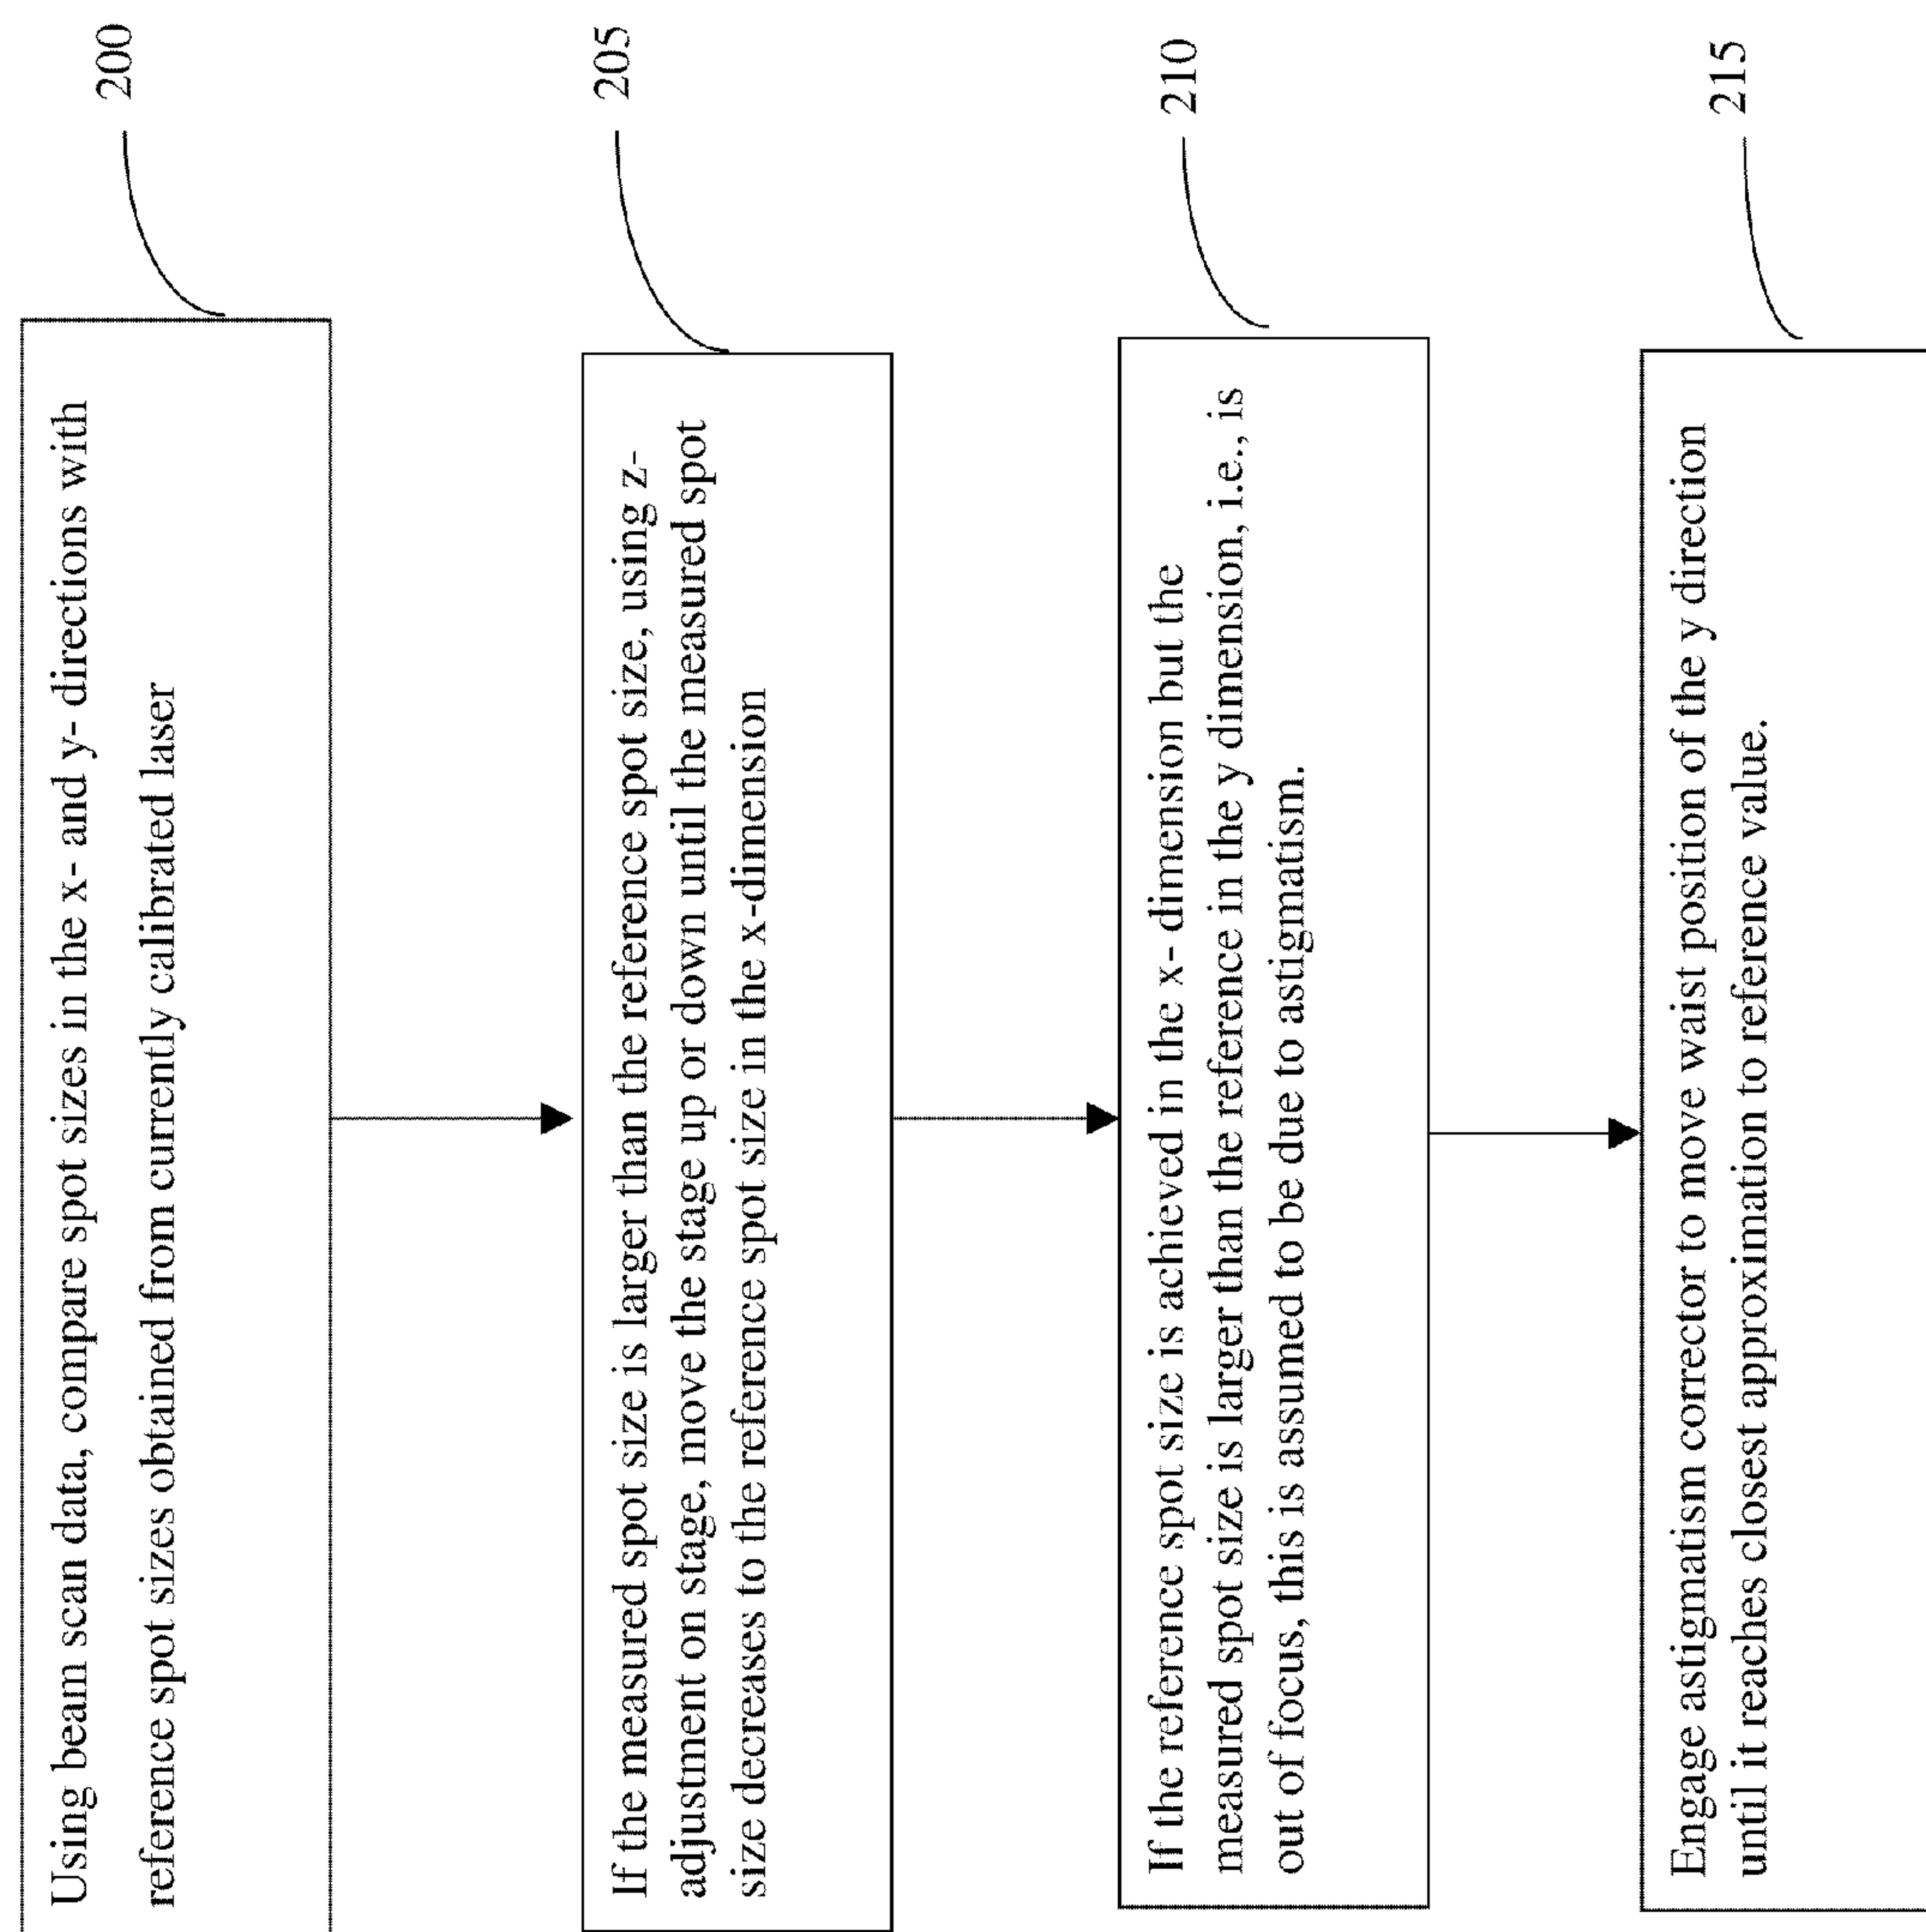 200
Using beam scan data, compare spot sizes in the x- and y- directions with
reference spot sizes obtained from currently calibrated laser
205
If the measured spot size is larger than the reference spot size, using z-
adjustment on stage, move the stage up or down until the measured spot
size decreases to the reference spot size in the x-dimension
210
If the reference spot size is achieved in the x- dimension but the
measured spot size is larger than the reference in the y dimension, i.e., is
out of focus, this is assumed to be due to astigmatism.
215
Engage astigmatism corrector to move waist position of the y direction
until it reaches closest approximation to reference value.